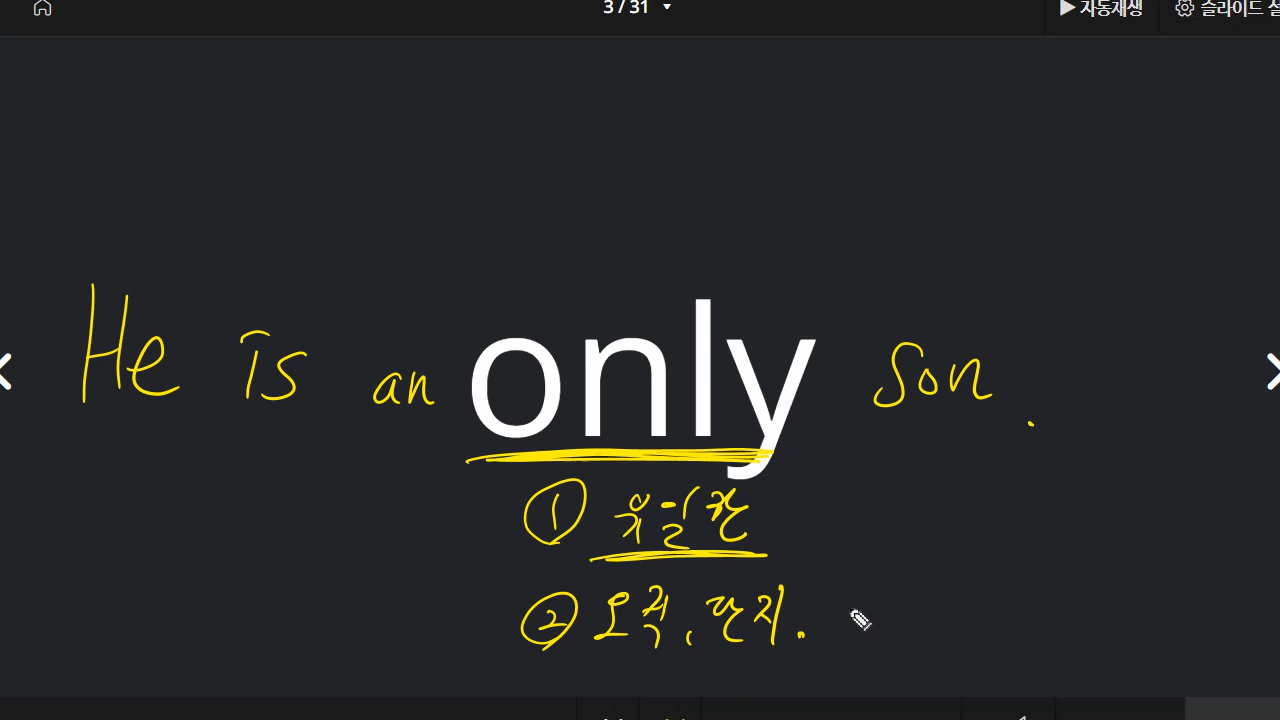 3 / 31
자동재생
슬라이드
He is an only son.
① 유일한
② 오직, 단지.